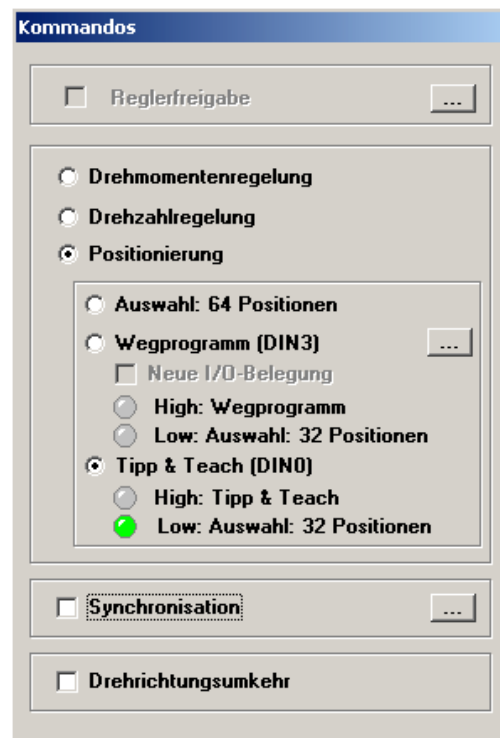 Kommandos
Reglerfreigabe
...
Drehmomentenregelung
Drehzahlregelung
Positionierung
Auswahl: 64 Positionen
Wegprogramm (DIN3)
...
Neue I/O-Belegung
High: Wegprogramm
Low: Auswahl: 32 Positionen
Tipp & Teach (DIN0)
High: Tipp & Teach
Low: Auswahl: 32 Positionen
Synchronisation
...
Drehrichtungsumkehr